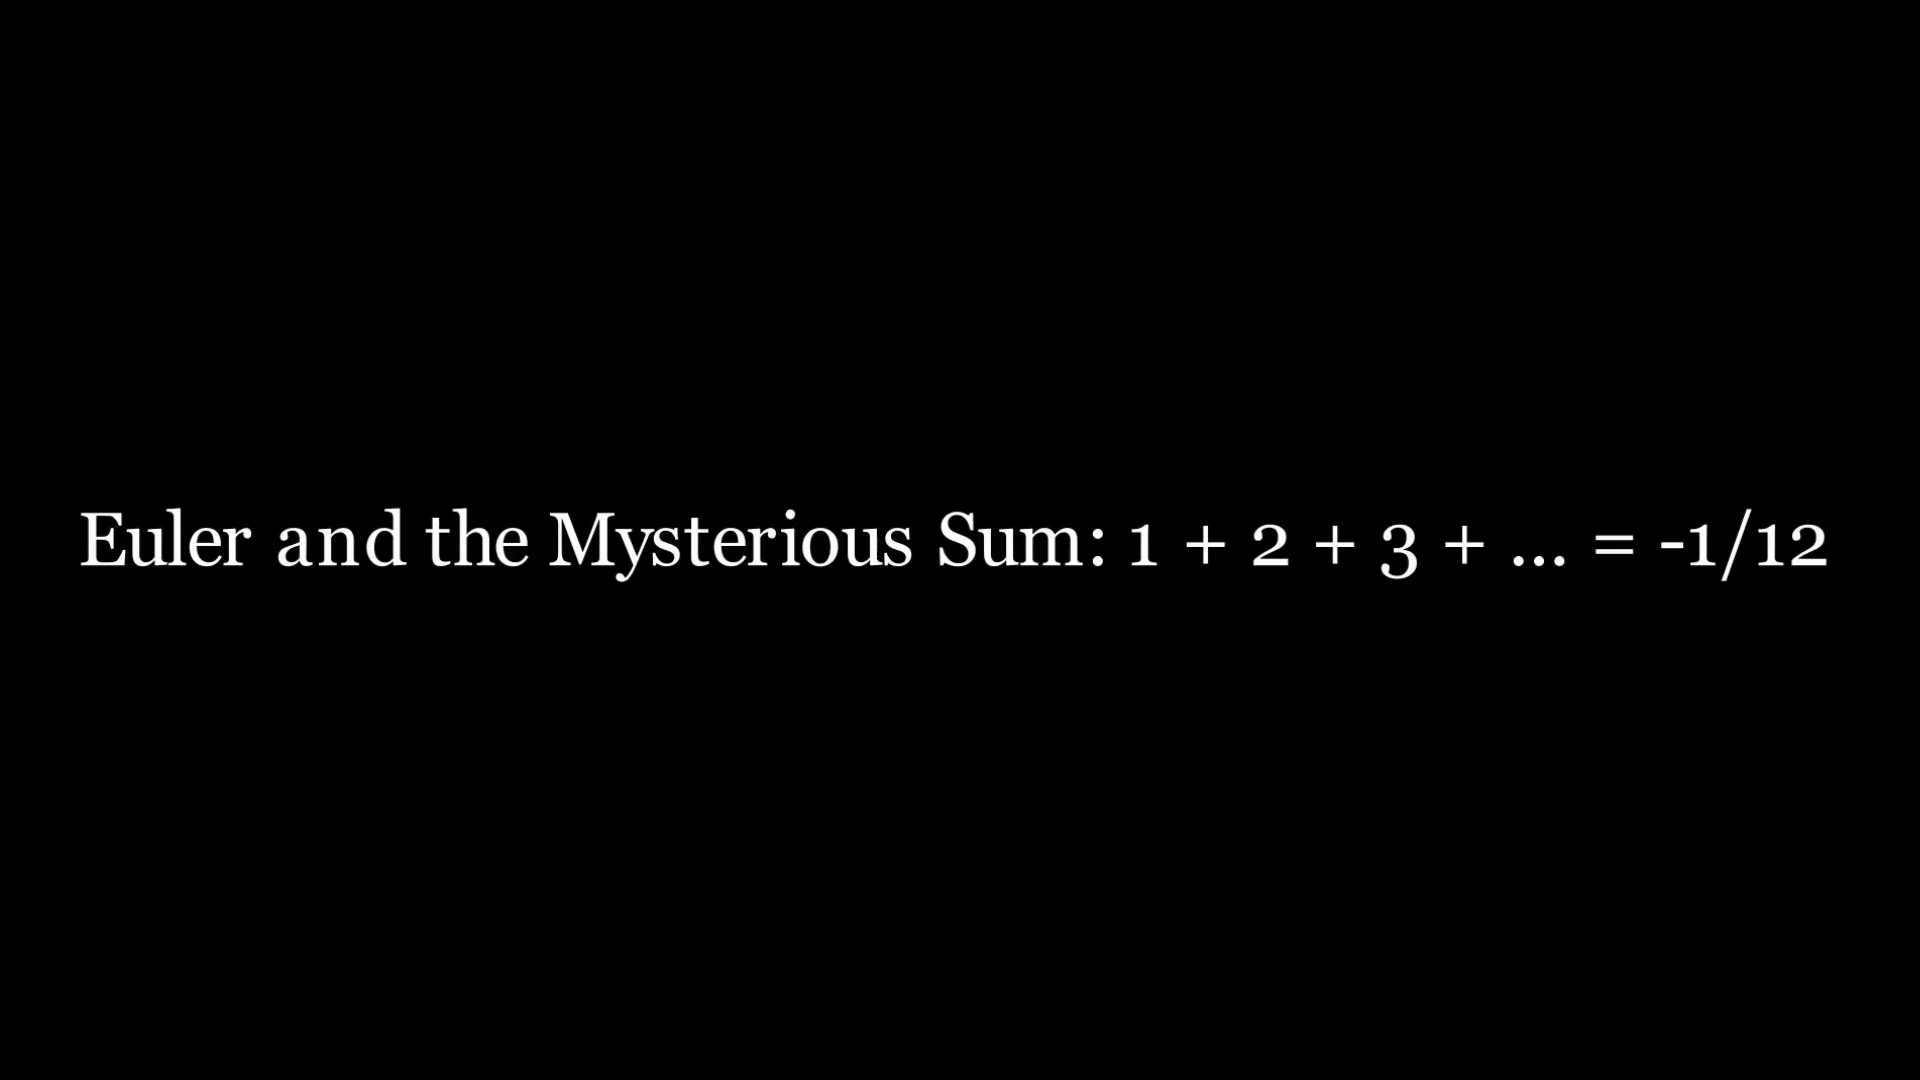 Euler and the Mysterious Sum: 1 + 2 + 3 + ... = -1/12